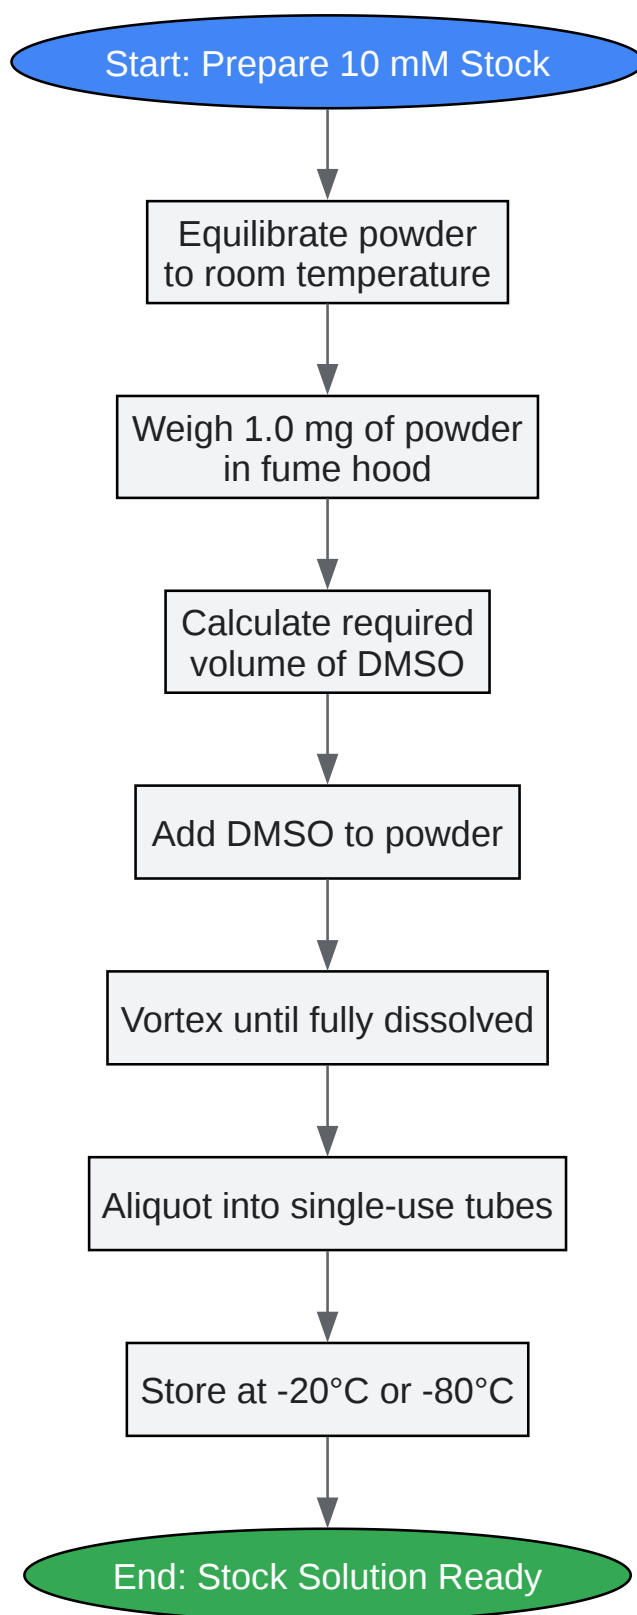 Start: Prepare 10 mM Stock
Equilibrate powder
to room temperature
Weigh 1.0 mg of powder
in fume hood
Calculate required
volume of DMSO
Add DMSO to powder
Vortex until fully dissolved
Aliquot into single-use tubes
Store at -20°C or -80°C
End: Stock Solution Ready